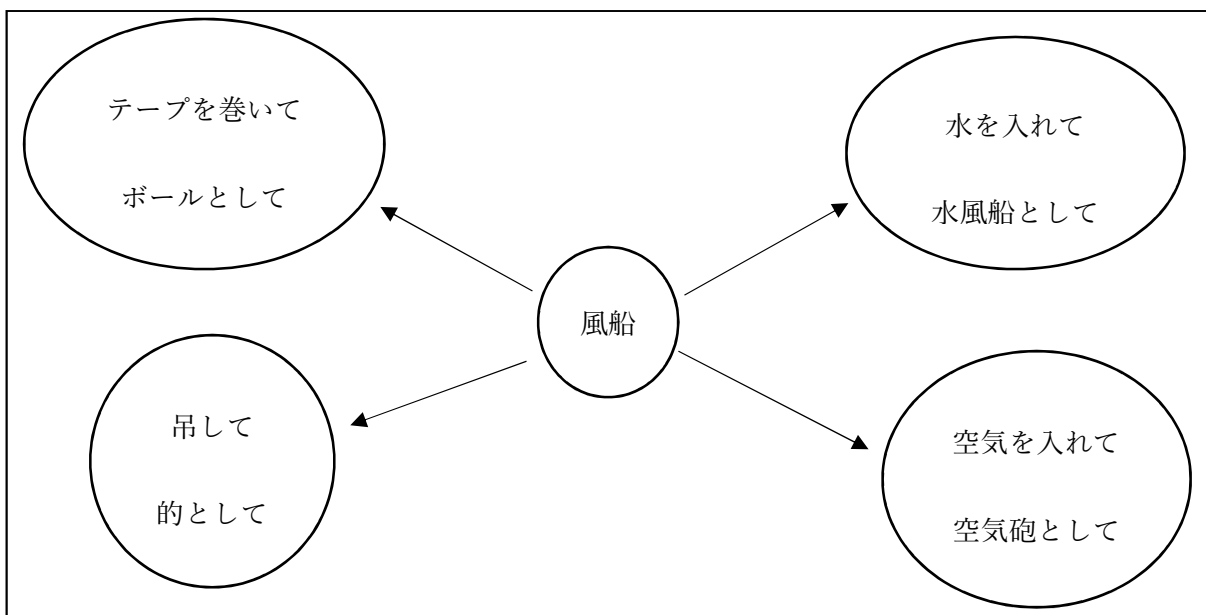 テープを巻いて
ボールとして
水を入れて
水風船として
風船
吊して
的として
空気を入れて
空気砲として